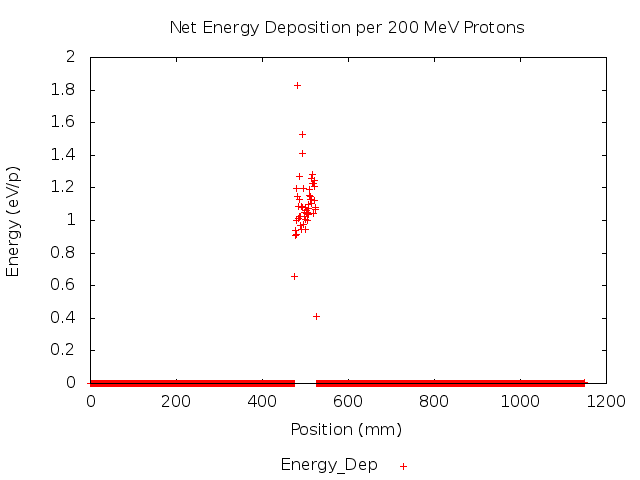 Net Energy Deposition per 200 MeV Protons
2
1.8
1.6
1.4
1.2
1
0.8
0.6
0.4
0.2
0
Energy (eV/p)
0 200 400 600 800 1000 1200
Position (mm)
Energy_Dep